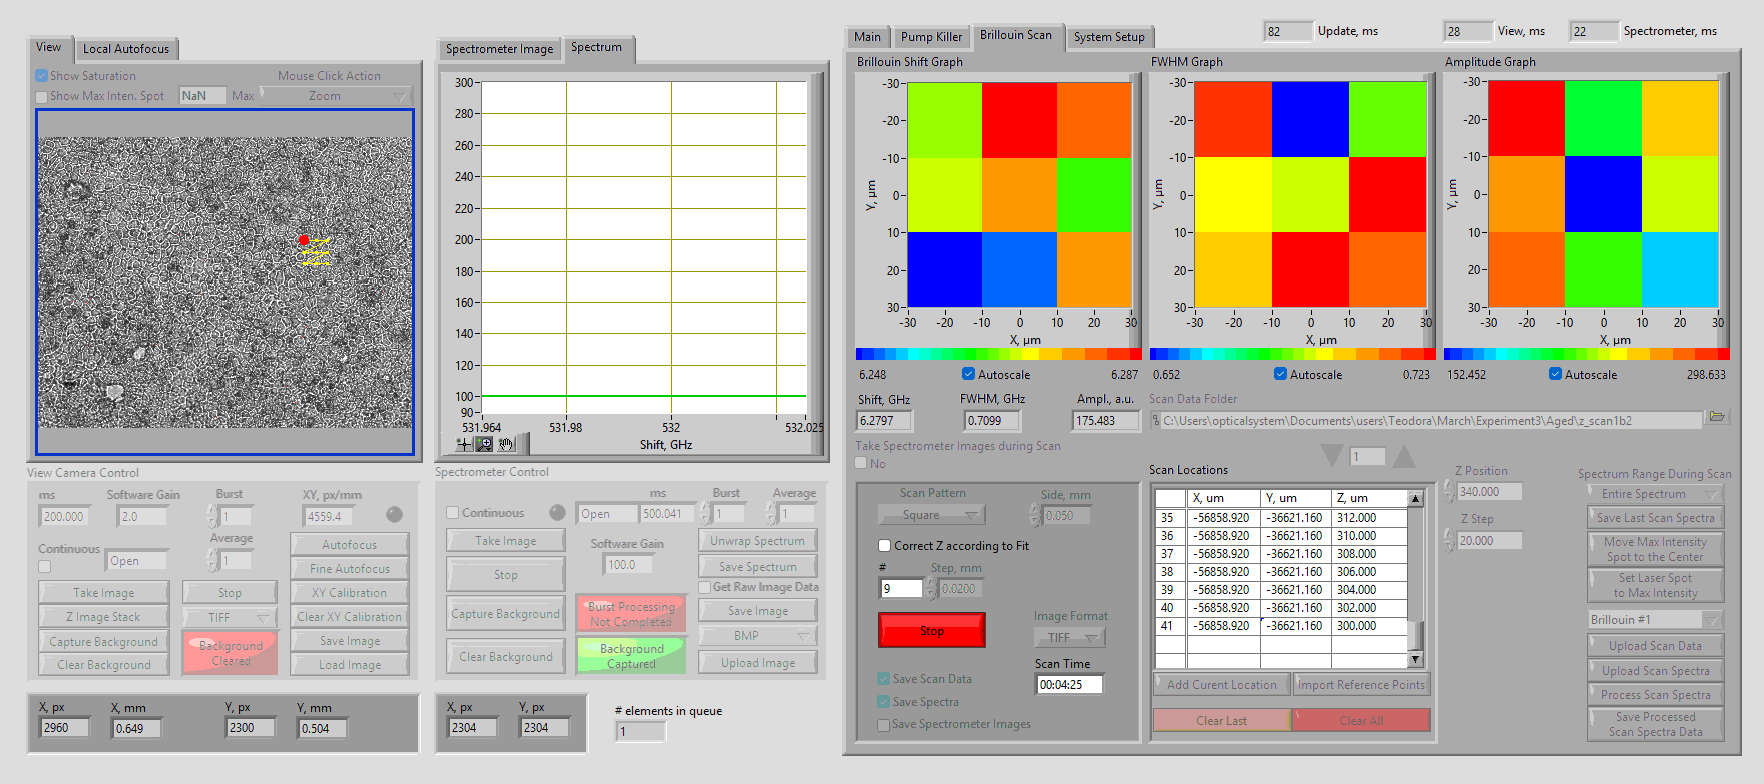 View
Local Autofocus
Show Saturation
Mouse Click Action
Show Max Inten. Spot
NaN
Max
Zoom
View Camera Control
ms
Software Gain
Burst
XY, px/mm
200.000
2.0
1
4559.4
Average
Continuous
Open
1
Autofocus
Fine Autofocus
Take Image
Stop
XY Calibration
Z Image Stack
TIFF
Clear XY Calibration
Capture Background
Background
Cleared
Save Image
Clear Background
Load Image
X, px
X, mm
Y, px
Y, mm
2960
0.649
2300
0.504
Spectrometer Image
Spectrum
300
280
260
240
220
200
180
160
140
120
100
90
531.964
531.98
532
532.025
Shift, GHz
Spectrometer Control
ms
Burst
Average
Continuous
Open
500.041
1
1
Take Image
Software Gain
Unwrap Spectrum
Stop
100.0
Save Spectrum
Get Raw Image Data
Capture Background
Burst Processing
Not Completed
Save Image
Clear Background
Background
Captured
BMP
Upload Image
X, px
Y, px
2304
2304
# elements in queue
1
82
Update, ms
28
View, ms
22
Spectrometer, ms
Main
Pump Killer
Brillouin Scan
System Setup
Brillouin Shift Graph
FWHM Graph
Amplitude Graph
-30
-20
-10
0
10
20
30
Y, µm
-30
-20
-10
0
10
20
30
X, µm
-30
-20
-10
0
10
20
30
Y, µm
-30
-20
-10
0
10
20
30
X, µm
-30
-20
-10
0
10
20
30
Y, µm
-30
-20
-10
0
10
20
30
X, µm
6.248
Autoscale
6.287
0.652
Autoscale
0.723
152.452
Autoscale
298.633
Shift, GHz
FWHM, GHz
Ampl., a.u.
Scan Data Folder
6.2797
0.7099
175.483
C:\Users\opticalsystem\Documents\users\Teodora\March\Experiment3\Aged\z_scan1b2
Take Spectrometer Images during Scan
No
1
Scan Pattern
Side, mm
Square
0.050
Correct Z according to Fit
#
Step, mm
9
0.0200
Stop
Image Format
TIFF
Scan Time
00:04:25
Save Scan Data
Save Spectra
Save Spectrometer Images
Scan Locations
X, um
Y, um
Z, um
35 -56858.920 -36621.160 312.000
36 -56858.920 -36621.160 310.000
37 -56858.920 -36621.160 308.000
38 -56858.920 -36621.160 306.000
39 -56858.920 -36621.160 304.000
40 -56858.920 -36621.160 302.000
41 -56858.920 -36621.160 300.000
Add Curent Location
Import Reference Points
Clear Last
Clear All
Z Position
340.000
Z Step
20.000
Spectrum Range During Scan
Entire Spectrum
Save Last Scan Spectra
Move Max Intensity
Spot to the Center
Set Laser Spot
to Max Intensity
Brillouin #1
Upload Scan Data
Upload Scan Spectra
Process Scan Spectra
Save Processed
Scan Spectra Data